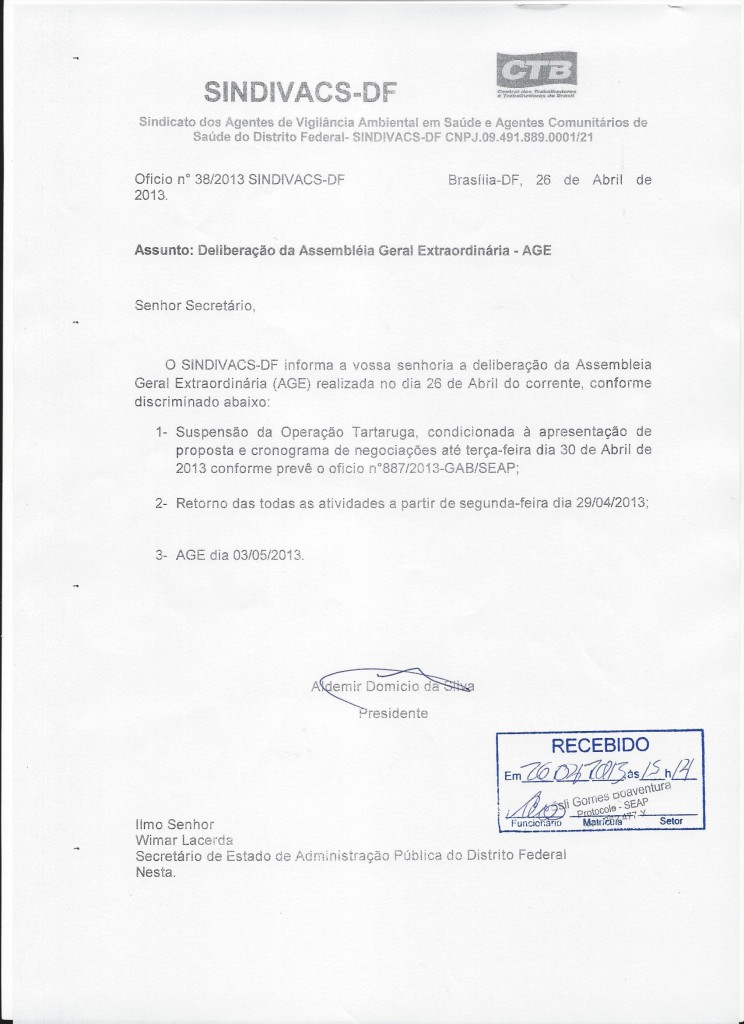 CTB
Central dos Trabalhadores
e Trabalhadoras do Brasil
SINDIVACS-DF
Sindicato dos Agentes de Vigilância Ambiental em Saúde e Agentes Comunitários de
Saúde do Distrito Federal- SINDIVACS-DF CNPJ.09.491.889.0001/21
Oficio n° 38/2013 SINDIVACS-DF Brasília-DF, 26 de Abril de
2013.
Assunto: Deliberação da Assembléia Geral Extraordinária - AGE
Senhor Secretário,
O SINDIVACS-DF informa a vossa senhoria a deliberação da Assembleia
Geral Extraordinária (AGE) realizada no dia 26 de Abril do corrente, conforme
discriminado abaixo:
1- Suspensão da Operação Tartaruga, condicionada à apresentação de
proposta e cronograma de negociações até terça-feira dia 30 de Abril de
2013 conforme prevê o oficio n°887/2013-GAB/SEAP;
2- Retorno das todas as atividades a partir de segunda-feira dia 29/04/2013;
3- AGE dia 03/05/2013.
Aldemir Domicio da Silva
Presidente
RECEBIDO
Em 26/04/2013 às 15 h 14
Gomes Boaventura
Protocolo - SEAP
Funcionário Matrícula Setor
Ilmo Senhor
Wimar Lacerda
Secretário de Estado de Administração Pública do Distrito Federal
Nesta.